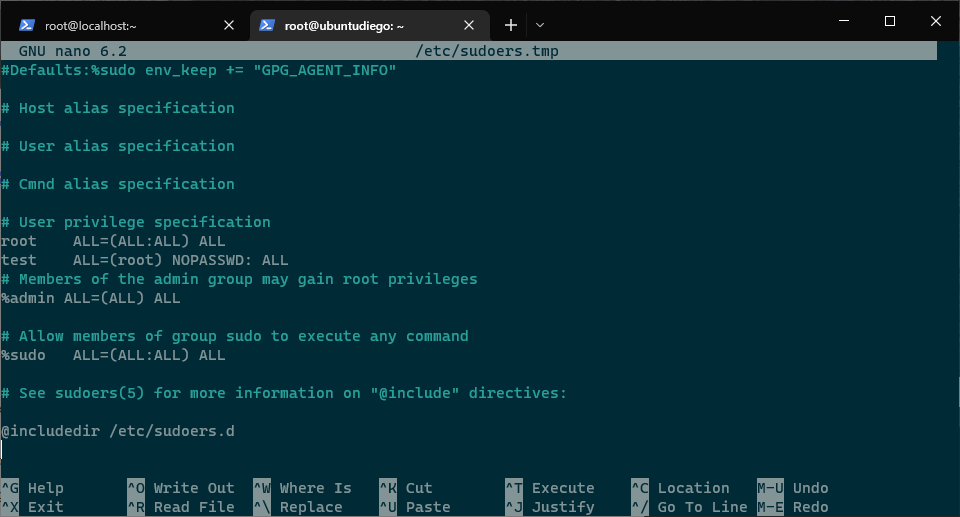 root@localhost:~
root@ubuntudiego: ~
GNU nano 6.2 /etc/sudoers.tmp
#Defaults:%sudo env_keep += "GPG_AGENT_INFO"
# Host alias specification
# User alias specification
# Cmnd alias specification
# User privilege specification
root ALL=(ALL:ALL) ALL
test ALL=(root) NOPASSWD: ALL
# Members of the admin group may gain root privileges
%admin ALL=(ALL) ALL
# Allow members of group sudo to execute any command
%sudo ALL=(ALL:ALL) ALL
# See sudoers(5) for more information on "@include" directives:
@includedir /etc/sudoers.d
^G Help ^O Write Out ^W Where Is ^K Cut ^T Execute ^C Location M-U Undo
^X Exit ^R Read File ^\ Replace ^U Paste ^J Justify ^/ Go To Line M-E Redo